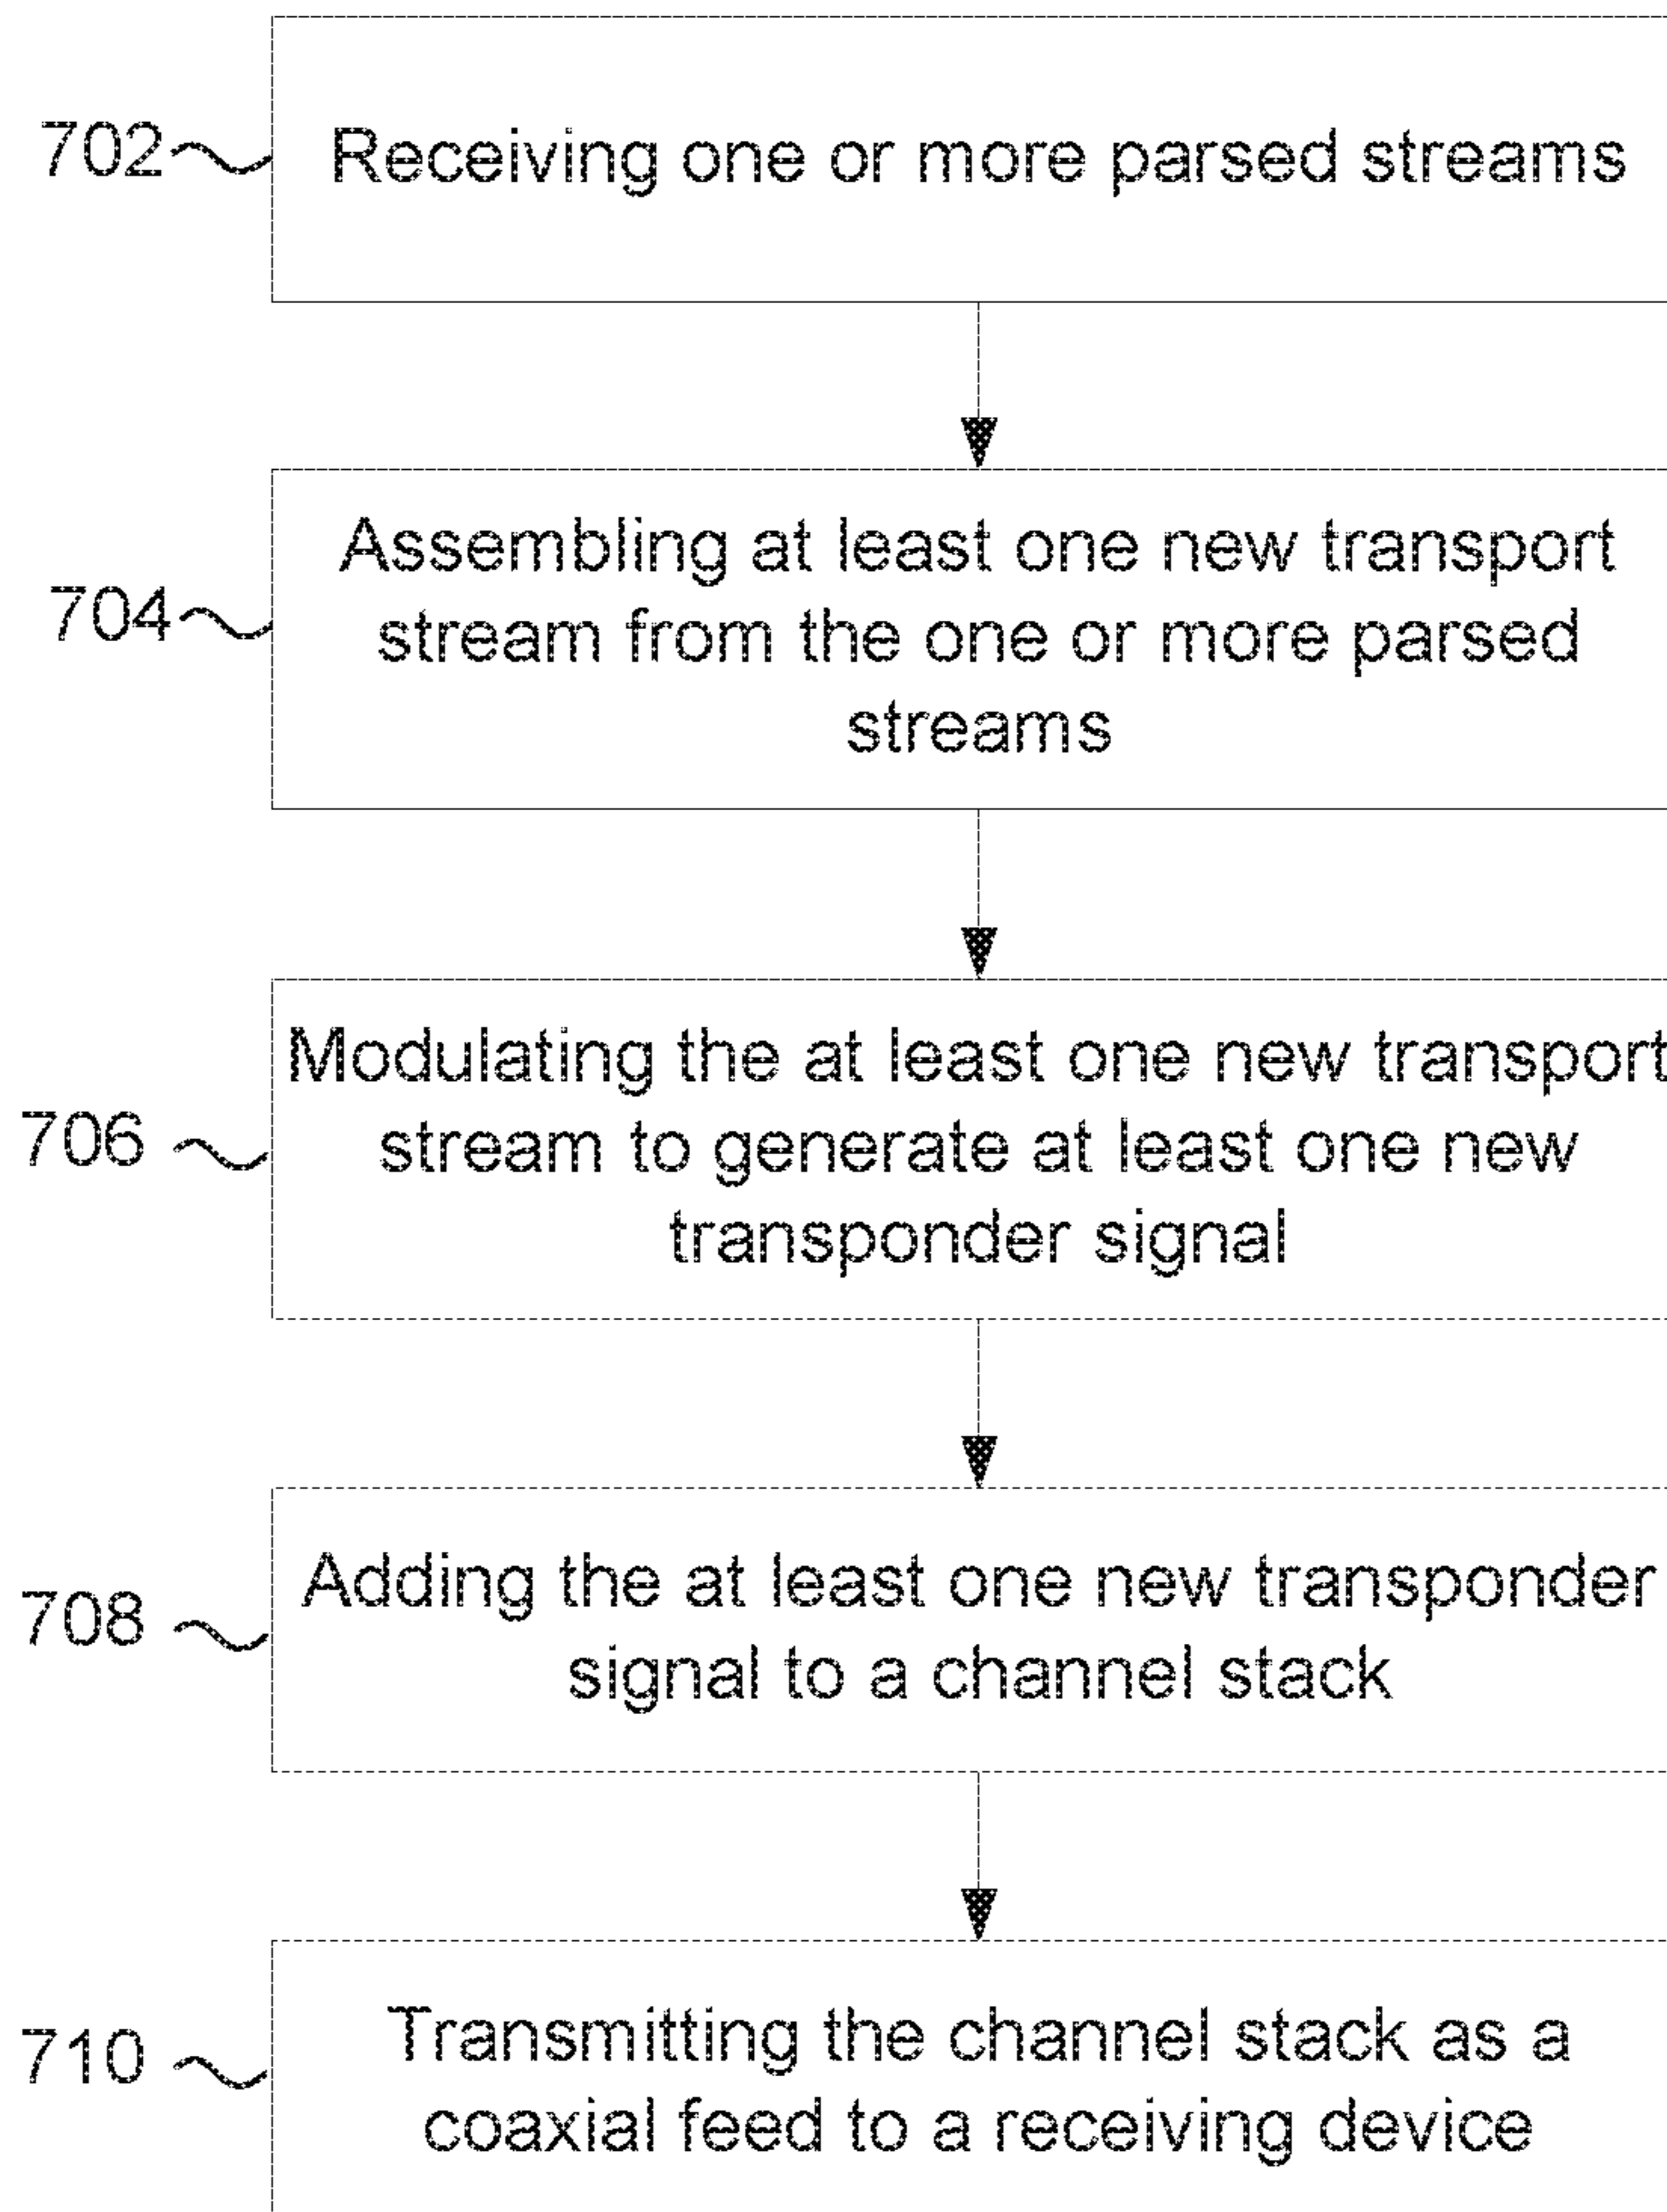 702
Receiving one or more parsed streams
704
Assembling at least one new transport
stream from the one or more parsed
streams
706
Modulating the at least one new transport
stream to generate at least one new
transponder signal
708
Adding the at least one new transponder
signal to a channel stack
710
Transmitting the channel stack as a
coaxial feed to a receiving device